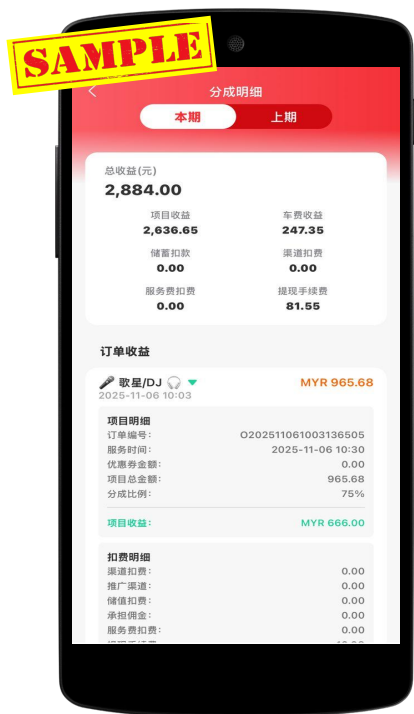 SAMPLE
分成明细
本期 上期
总收益(元)
2,884.00
项目收益 车费收益
2,636.65 247.35
储蓄扣款 渠道扣费
0.00 0.00
服务费扣费 提现手续费
0.00 81.55
订单收益
歌星/DJ MYR 965.68
2025-11-06 10:03
项目明细
订单编号: O202511061003136505
服务时间: 2025-11-06 10:30
优惠券金额: 0.00
项目总金额: 965.68
分成比例: 75%
项目收益: MYR 666.00
扣费明细
渠道扣费: 0.00
推广渠道: 0.00
储值扣费: 0.00
承担佣金: 0.00
服务费扣费: 0.00